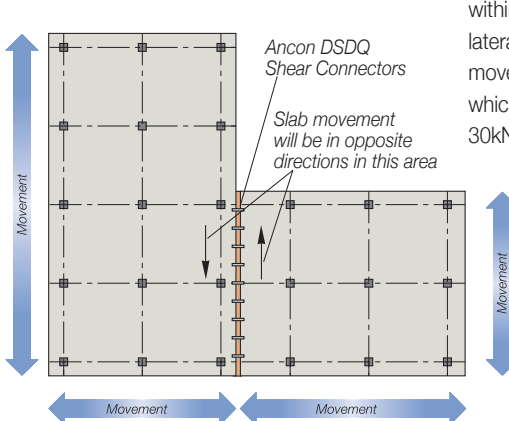 within
latera
move
which
30kN
Ancon DSDQ
Shear Connectors
Slab movement
will be in opposite
directions in this area
Movement
Movement
Movement
Movement